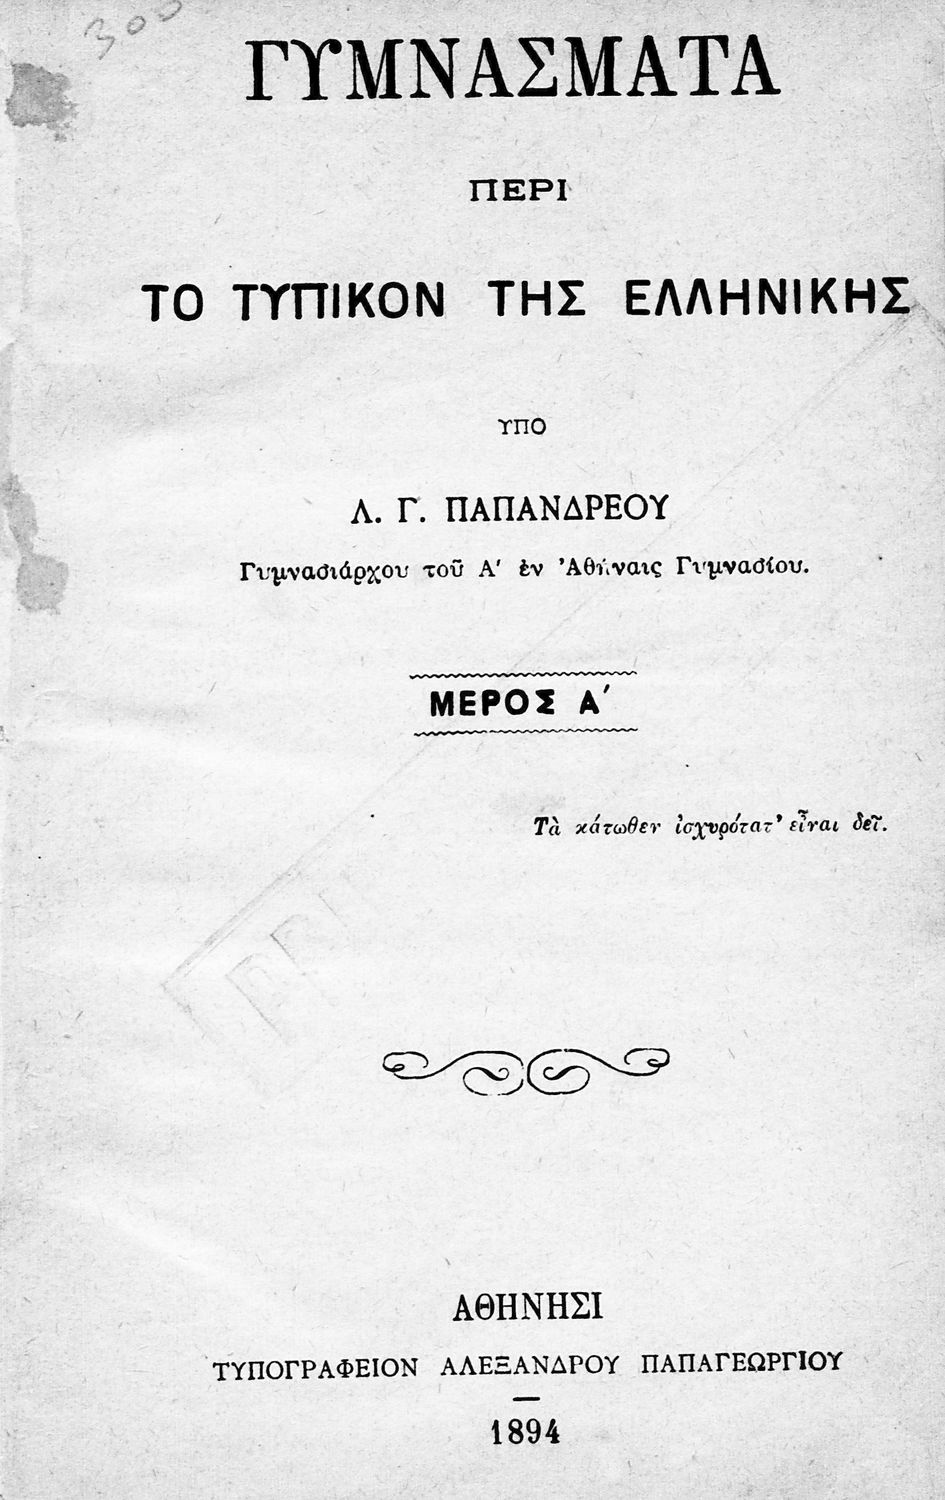 300
ΓΥΜΝΑΣΜΑΤΑ
ΠΕΡΙ
ΤΟ ΤΥΠΙΚΟΝ ΤΗΣ ΕΛΛΗΝΙΚΗΣ
ΥΠΟ
Λ. Γ. ΠΑΠΑΝΔΡΕΟΥ
Γυμνασιάρχου τοῦ Α' ἐν Ἀθήναις Γυμνασίου.
ΜΕΡΟΣ Α'
Τὰ κάτωθεν ἰσχυρότατ' εἶναι δεῖ.
ΑΘΗΝΗΣΙ
ΤΥΠΟΓΡΑΦΕΙΟΝ ΑΛΕΞΑΝΔΡΟΥ ΠΑΠΑΓΕΩΡΓΙΟΥ
1894